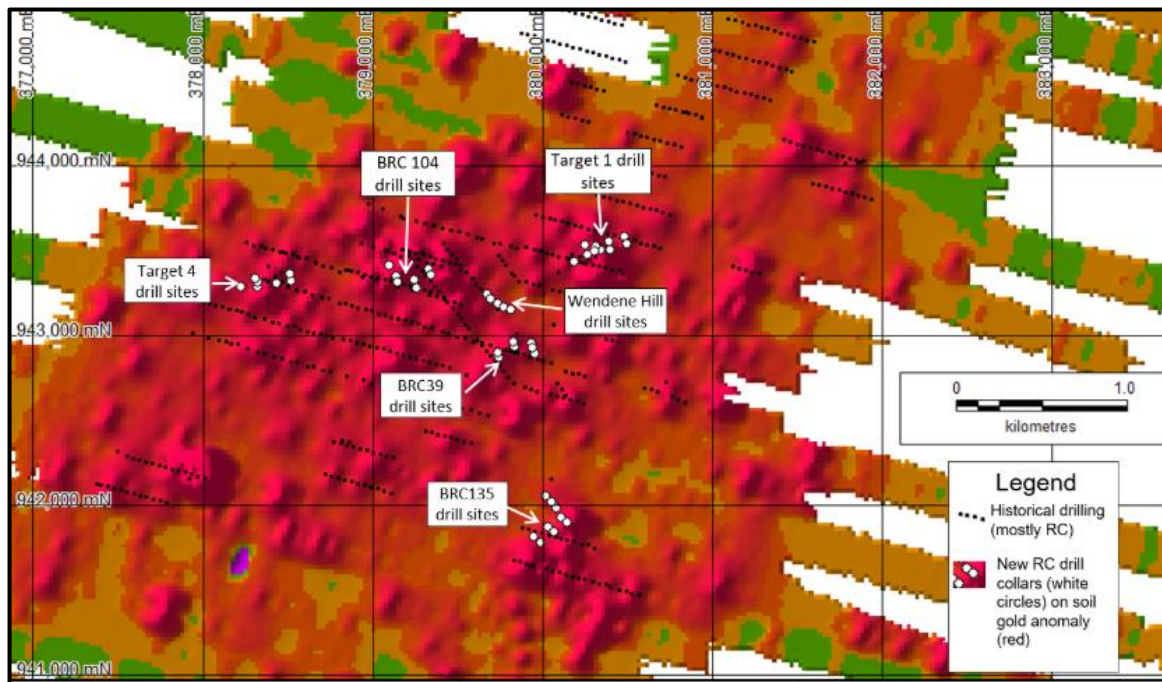 377,000 mE
378,000 mE
379,000 mE
380,000 mE
381,000 mE
382,000 mE
383,000 mE
944,000 mN
BRC 104
drill sites
Target 1 drill
sites
Target 4
drill sites
Wendene Hill
drill sites
943,000 mN
BRC39
drill sites
0
1.0
kilometres
942,000 mN
BRC135
drill sites
Legend
Historical drilling
(mostly RC)
New RC drill
collars (white
circles) on soil
gold anomaly
(red)
941,000 mN